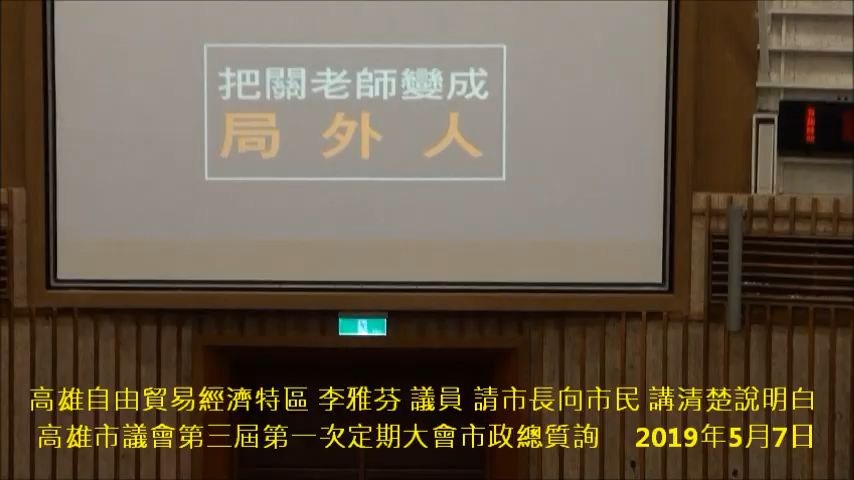 把關老師變成
局外人
高雄自由貿易經濟特區 李雅芬 議員 請市長向市民 講清楚說明白
高雄市議會第三屆第一次定期大會市政總質詢 2019年5月7日